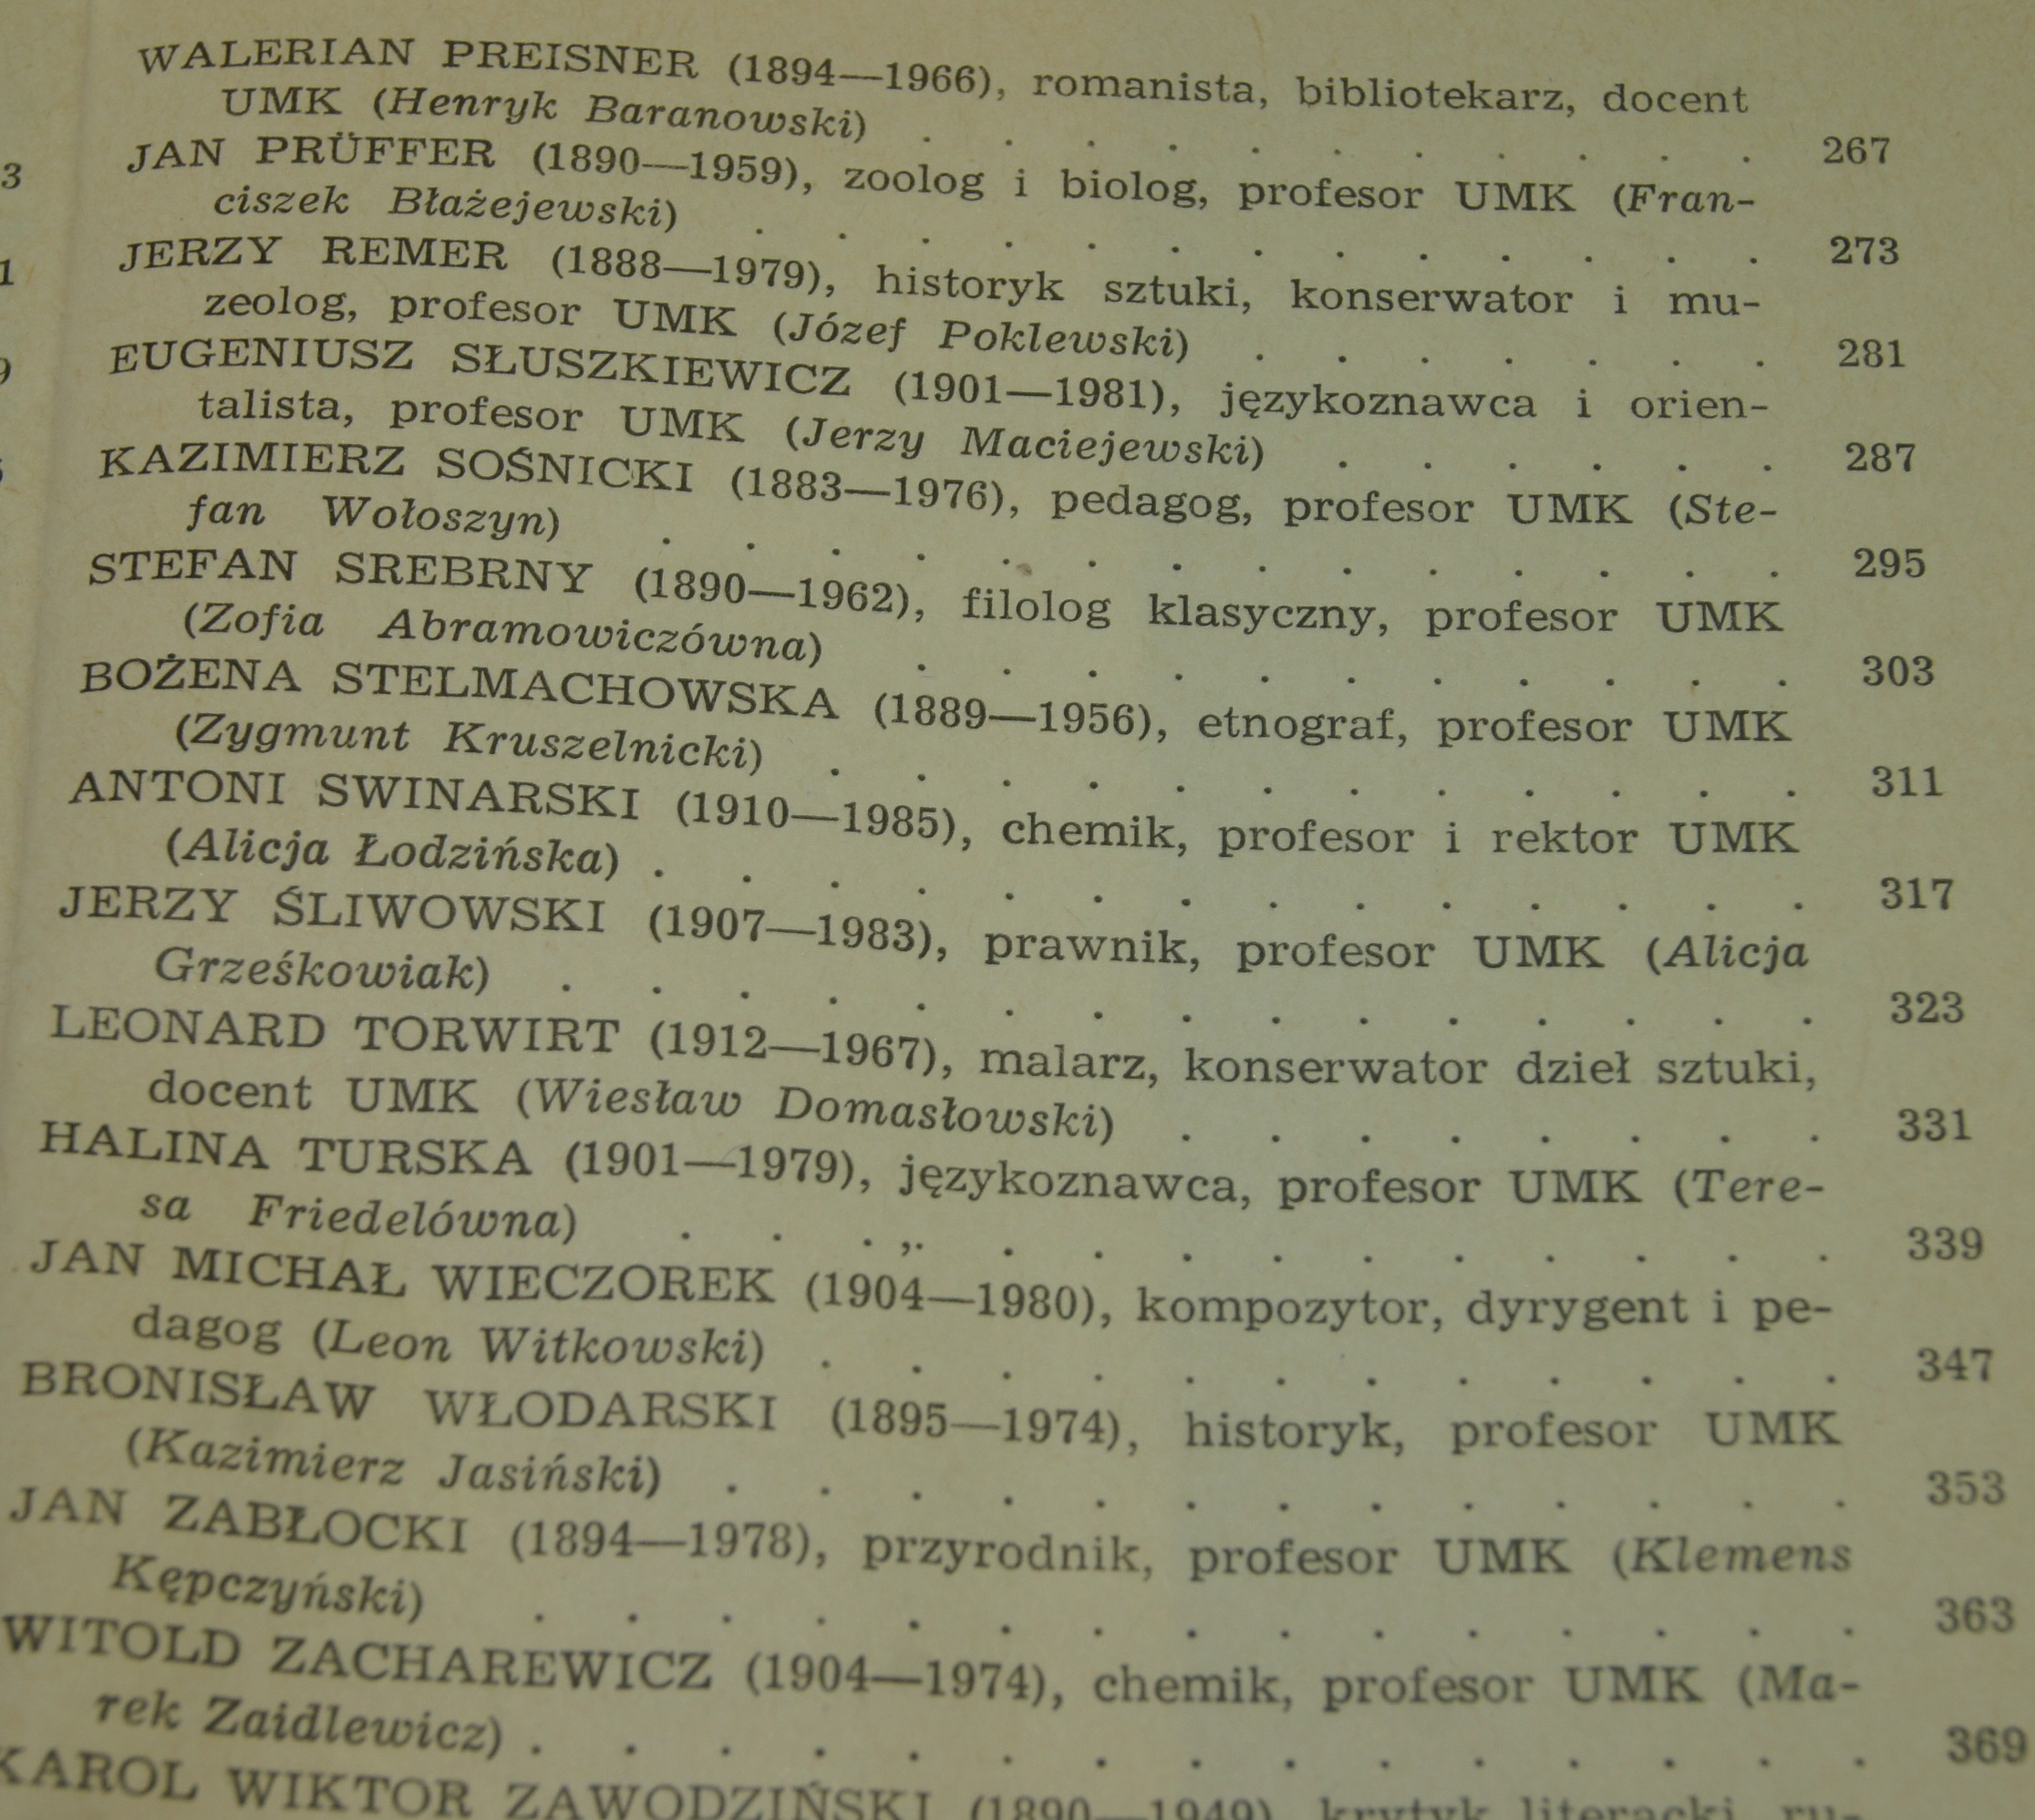 WALERIAN PREISNER (1894—1966), romanista, bibliotekarz, docent
UMK (Henryk Baranowski) . . . . . . . . . . . 267
JAN PRÜFFER (1890—1959), zoolog i biolog, profesor UMK (Fran-
ciszek Błażejewski) . . . . . . . . . . . . . 273
JERZY REMER (1888—1979), historyk sztuki, konserwator i mu-
zeolog, profesor UMK (Józef Poklewski) . . . . . . . 281
EUGENIUSZ SŁUSZKIEWICZ (1901—1981), językoznawca i orien-
talista, profesor UMK (Jerzy Maciejewski) . . . . . . 287
KAZIMIERZ SOŚNICKI (1883—1976), pedagog, profesor UMK (Ste-
fan Wołoszyn) . . . . . . . . . . . . . . 295
STEFAN SREBRNY (1890—1962), filolog klasyczny, profesor UMK
(Zofia Abramowiczówna) . . . . . . . . . . . 303
BOŻENA STELMACHOWSKA (1889—1956), etnograf, profesor UMK
(Zygmunt Kruszelnicki) . . . . . . . . . . . . 311
ANTONI SWINARSKI (1910—1985), chemik, profesor i rektor UMK
(Alicja Łodzińska) . . . . . . . . . . . . . . 317
JERZY ŚLIWOWSKI (1907—1983), prawnik, profesor UMK (Alicja
Grześkowiak) . . . . . . . . . . . . . . . 323
LEONARD TORWIRT (1912—1967), malarz, konserwator dzieł sztuki,
docent UMK (Wiesław Domasłowski) . . . . . . . . 331
HALINA TURSKA (1901—1979), językoznawca, profesor UMK (Tere-
sa Friedelówna) . . . . . . . . . . . . . . 339
JAN MICHAŁ WIECZOREK (1904—1980), kompozytor, dyrygent i pe-
dagog (Leon Witkowski) . . . . . . . . . . . . 347
BRONISŁAW WŁODARSKI (1895—1974), historyk, profesor UMK
(Kazimierz Jasiński) . . . . . . . . . . . . . 353
JAN ZABŁOCKI (1894—1978), przyrodnik, profesor UMK (Klemens
Kępczyński) . . . . . . . . . . . . . . . 363
WITOLD ZACHAREWICZ (1904—1974), chemik, profesor UMK (Ma-
rek Zaidlewicz) . . . . . . . . . . . . . . . 369
KAROL WIKTOR ZAWODZIŃSKI (1890—1949), krytyk literacki, ru-